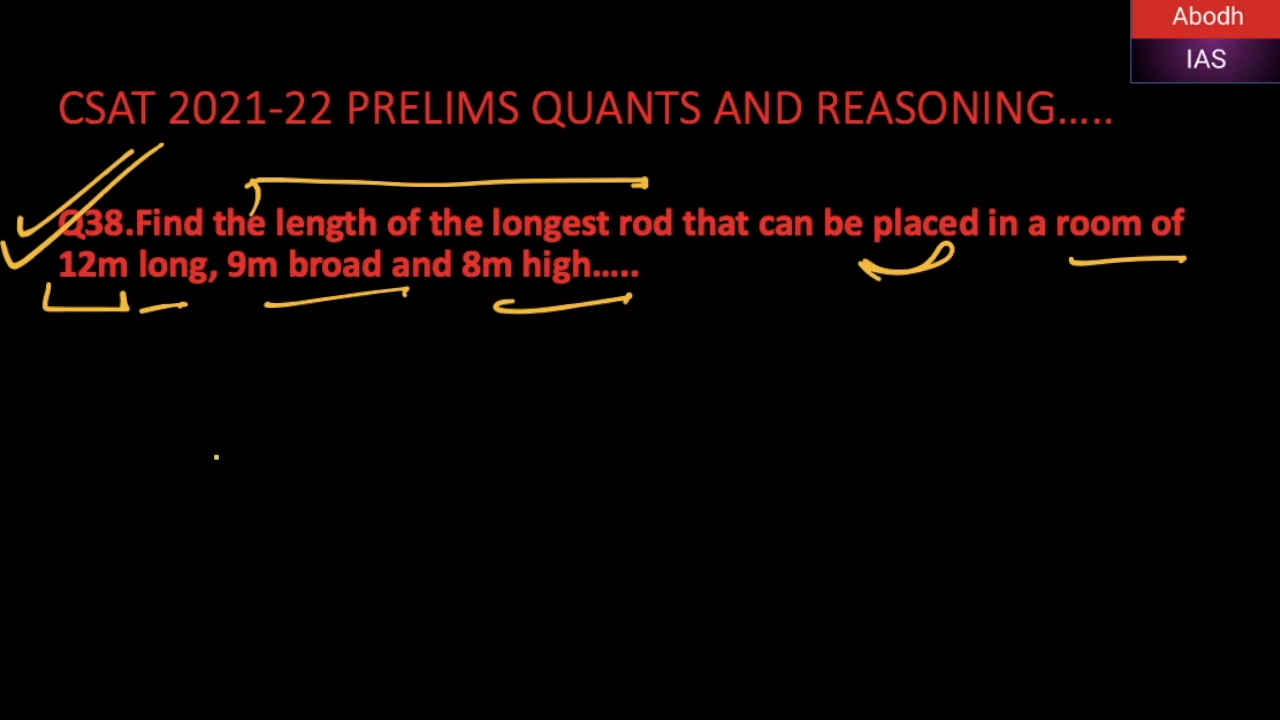 Abodh
IAS
CSAT 2021-22 PRELIMS QUANTS AND REASONING.....
Q38.Find the length of the longest rod that can be placed in a room of
12m long, 9m broad and 8m high.....